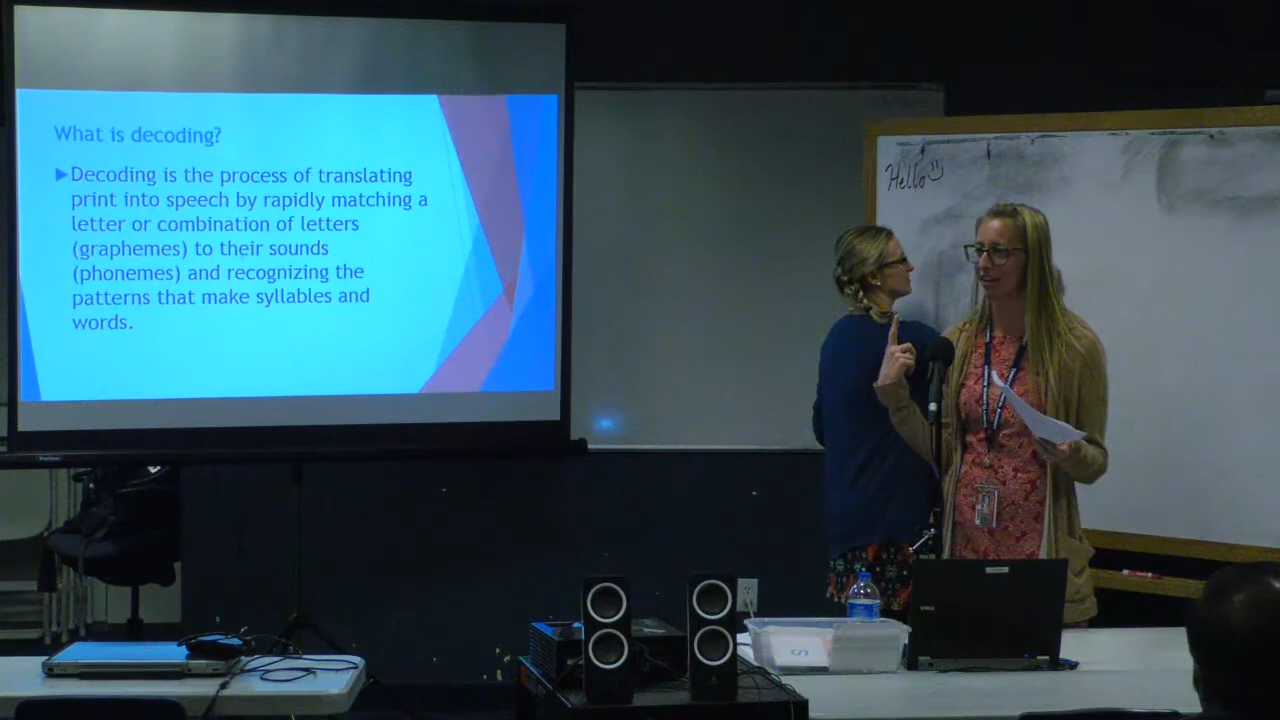 What is decoding?
Decoding is the process of translating
print into speech by rapidly matching a
letter or combination of letters
(graphemes) to their sounds
(phonemes) and recognizing the
patterns that make syllables and
words.
Hello
DELL